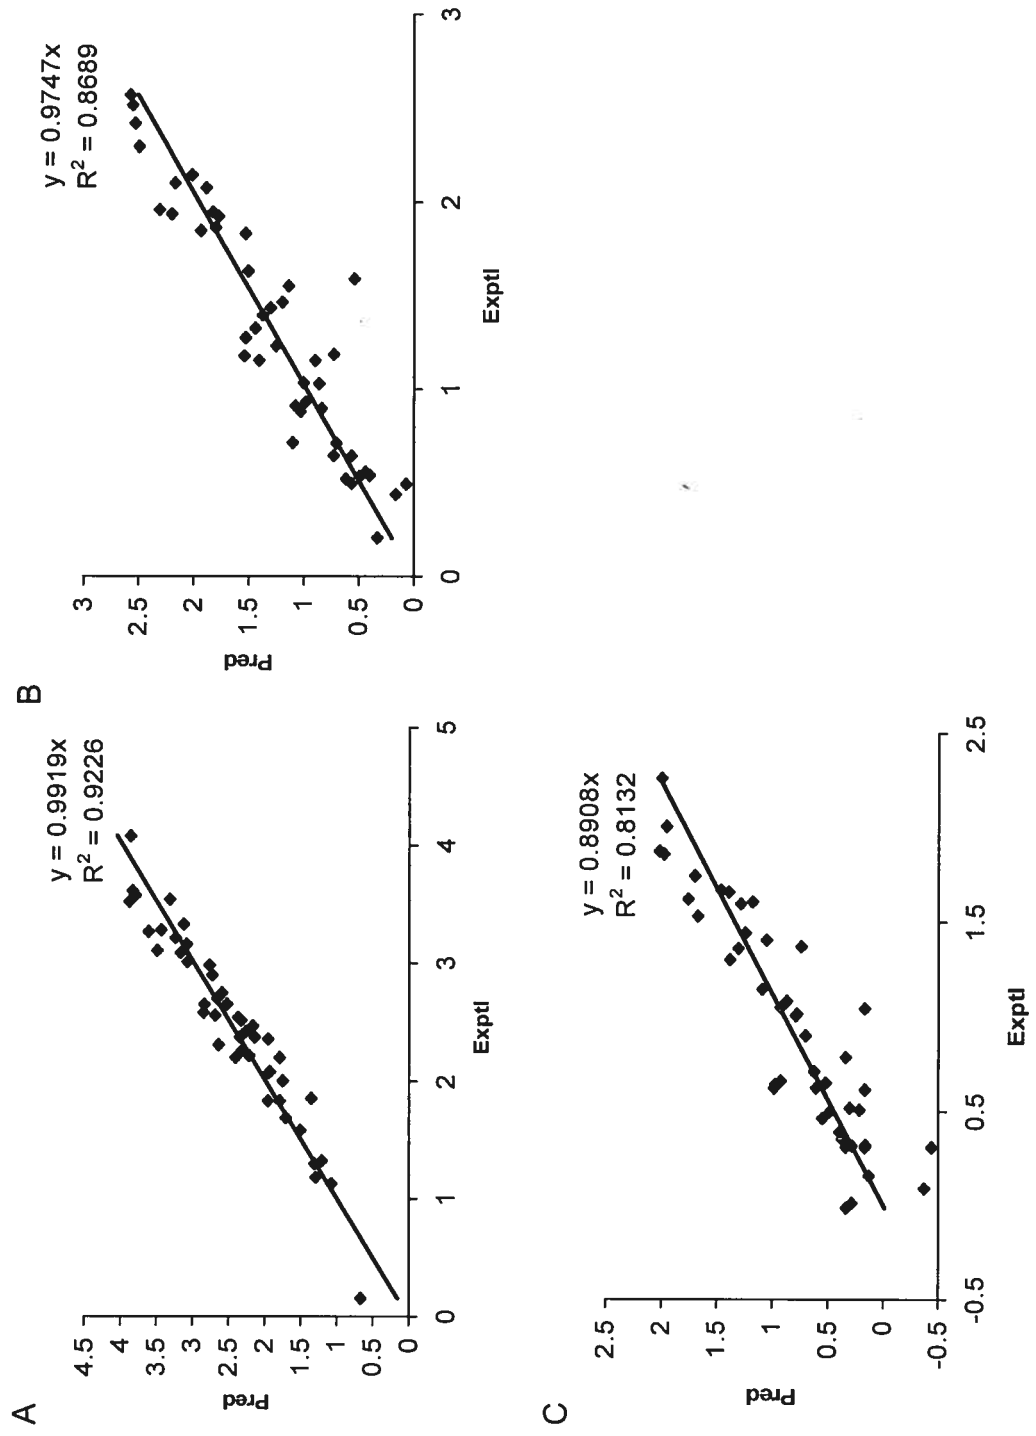 A
y = 0.9919x
R² = 0.9226
4.5
4
3.5
3
2.5
2
1.5
1
0.5
0
Pred
0 1 2 3 4 5
Exptl
B
y = 0.9747x
R² = 0.8689
3
2.5
2
1.5
1
0.5
0
Pred
0 1 2 3
Exptl
C
y = 0.8908x
R² = 0.8132
2.5
2
1.5
1
0.5
0
-0.5
Pred
-0.5 0.5 1.5 2.5
Exptl